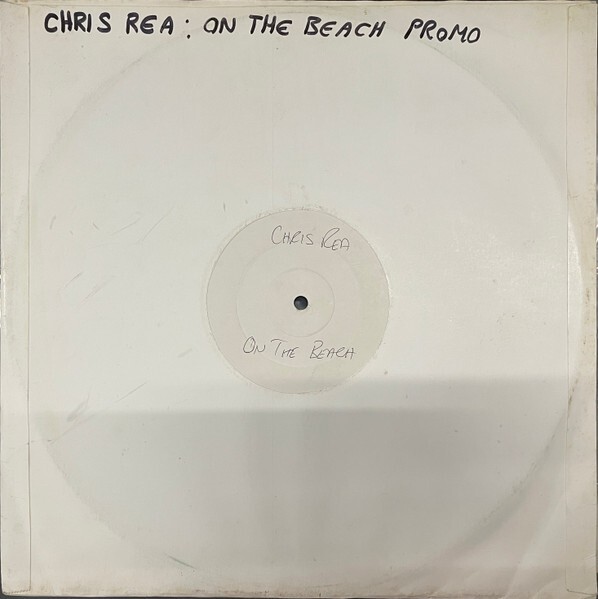 CHRIS REA: ON THE BEACH PROMO
CHRIS REA
ON THE BEACH